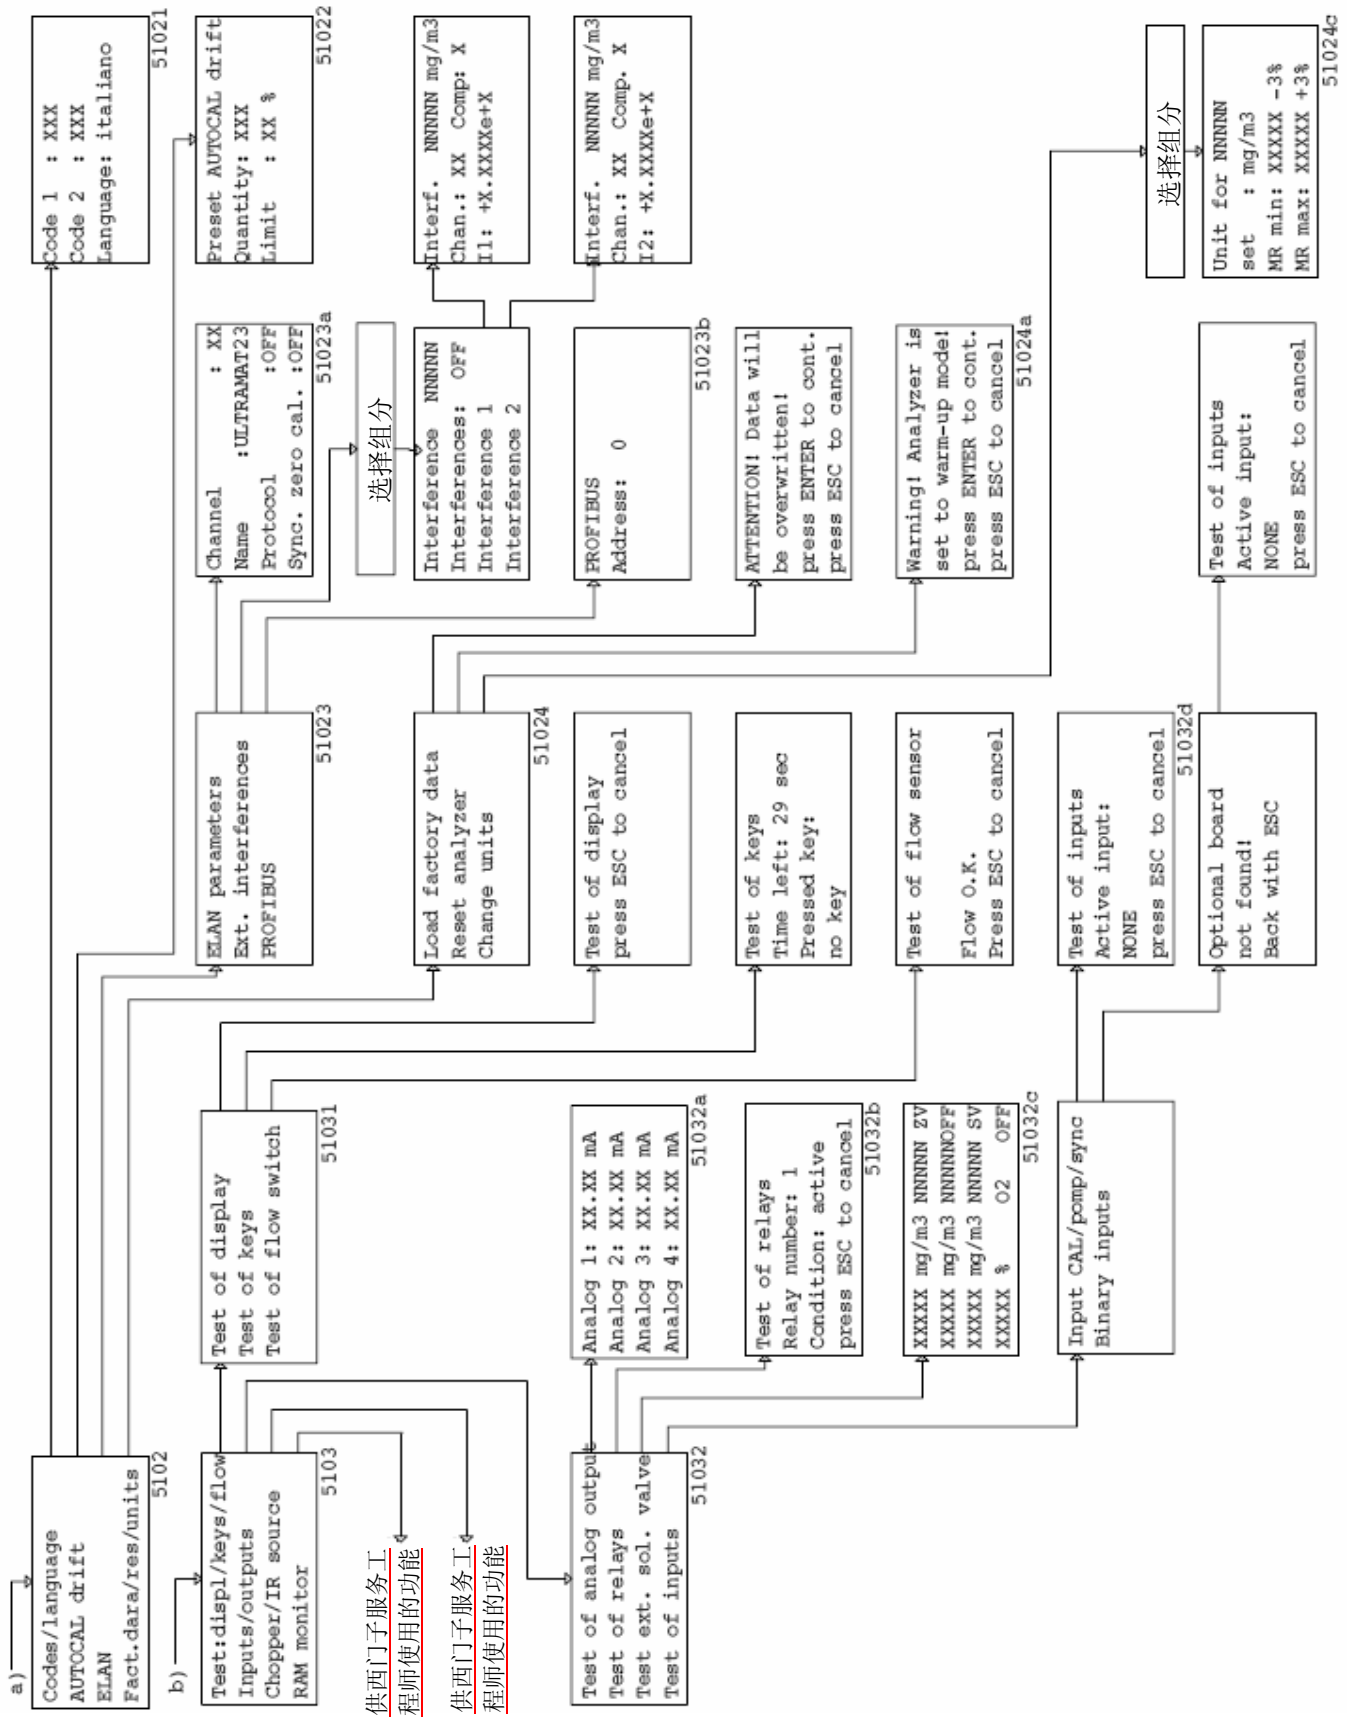 a)
Codes/language
AUTOCAL drift
ELAN
Fact.dara/res/units
5102
Code 1  : XXX
Code 2  : XXX
Language: italiano
51021
Preset AUTOCAL drift
Quantity: XXX
Limit   : XX %
51022
ELAN parameters
Ext. interferences
PROFIBUS
51023
Channel     : XX
Name   :ULTRAMAT23
Protocol    :OFF
Sync. zero cal. :OFF
51023a
选择组分
Interference  NNNNN
Interferences:  OFF
Interference 1
Interference 2
Interf.  NNNNN mg/m3
Chan.: XX  Comp: X
I1: +X.XXXXe+X
Interf.  NNNNN mg/m3
Chan.: XX  Comp. X
I2: +X.XXXXe+X
PROFIBUS
Address:  0
51023b
Load factory data
Reset analyzer
Change units
51024
ATTENTION! Data will
be overwritten!
press ENTER to cont.
press ESC to cancel
Warning! Analyzer is
set to warm-up mode!
press ENTER to cont.
press ESC to cancel
51024a
选择组分
Unit for NNNNN
set   : mg/m3
MR min: XXXXX -3%
MR max: XXXXX +3%
51024c
b)
Test:displ/keys/flow
Inputs/outputs
Chopper/IR source
RAM monitor
5103
供西门子服务工
程师使用的功能
供西门子服务工
程师使用的功能
Test of display
Test of keys
Test of flow switch
51031
Test of display
press ESC to cancel
Test of keys
Time left: 29 sec
Pressed key:
no key
Test of flow sensor
Flow O.K.
Press ESC to cancel
Test of analog output
Test of relays
Test ext. sol. valve
Test of inputs
51032
Analog 1: XX.XX mA
Analog 2: XX.XX mA
Analog 3: XX.XX mA
Analog 4: XX.XX mA
51032a
Test of relays
Relay number: 1
Condition: active
press ESC to cancel
51032b
XXXXX mg/m3 NNNNN ZV
XXXXX mg/m3 NNNNNOFF
XXXXX mg/m3 NNNNN SV
XXXXX %     O2   OFF
51032c
Input CAL/pomp/sync
Binary inputs
Test of inputs
Active input:
NONE
press ESC to cancel
51032d
Optional board
not found!
Back with ESC
Test of inputs
Active input:
NONE
press ESC to cancel